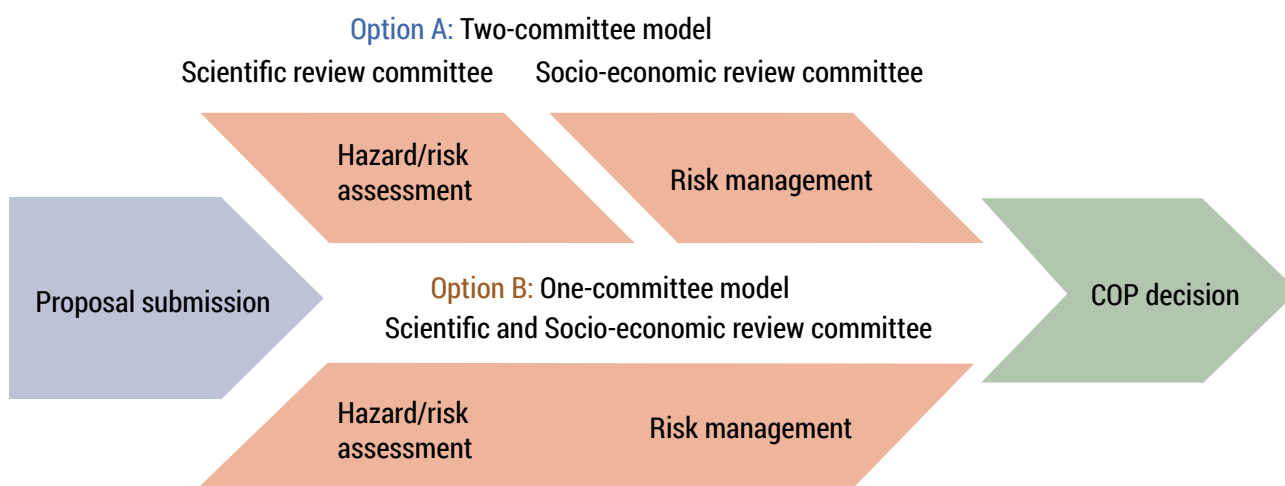 Option A: Two-committee model
Scientific review committee
Socio-economic review committee
Hazard/risk
assessment
Risk management
Proposal submission
Option B: One-committee model
Scientific and Socio-economic review committee
COP decision
Hazard/risk
assessment
Risk management